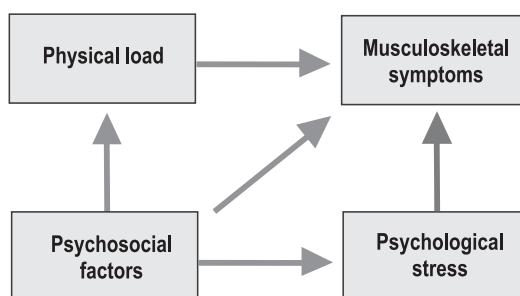 Physical load
Musculoskeletal
symptoms
Psychosocial
factors
Psychological
stress